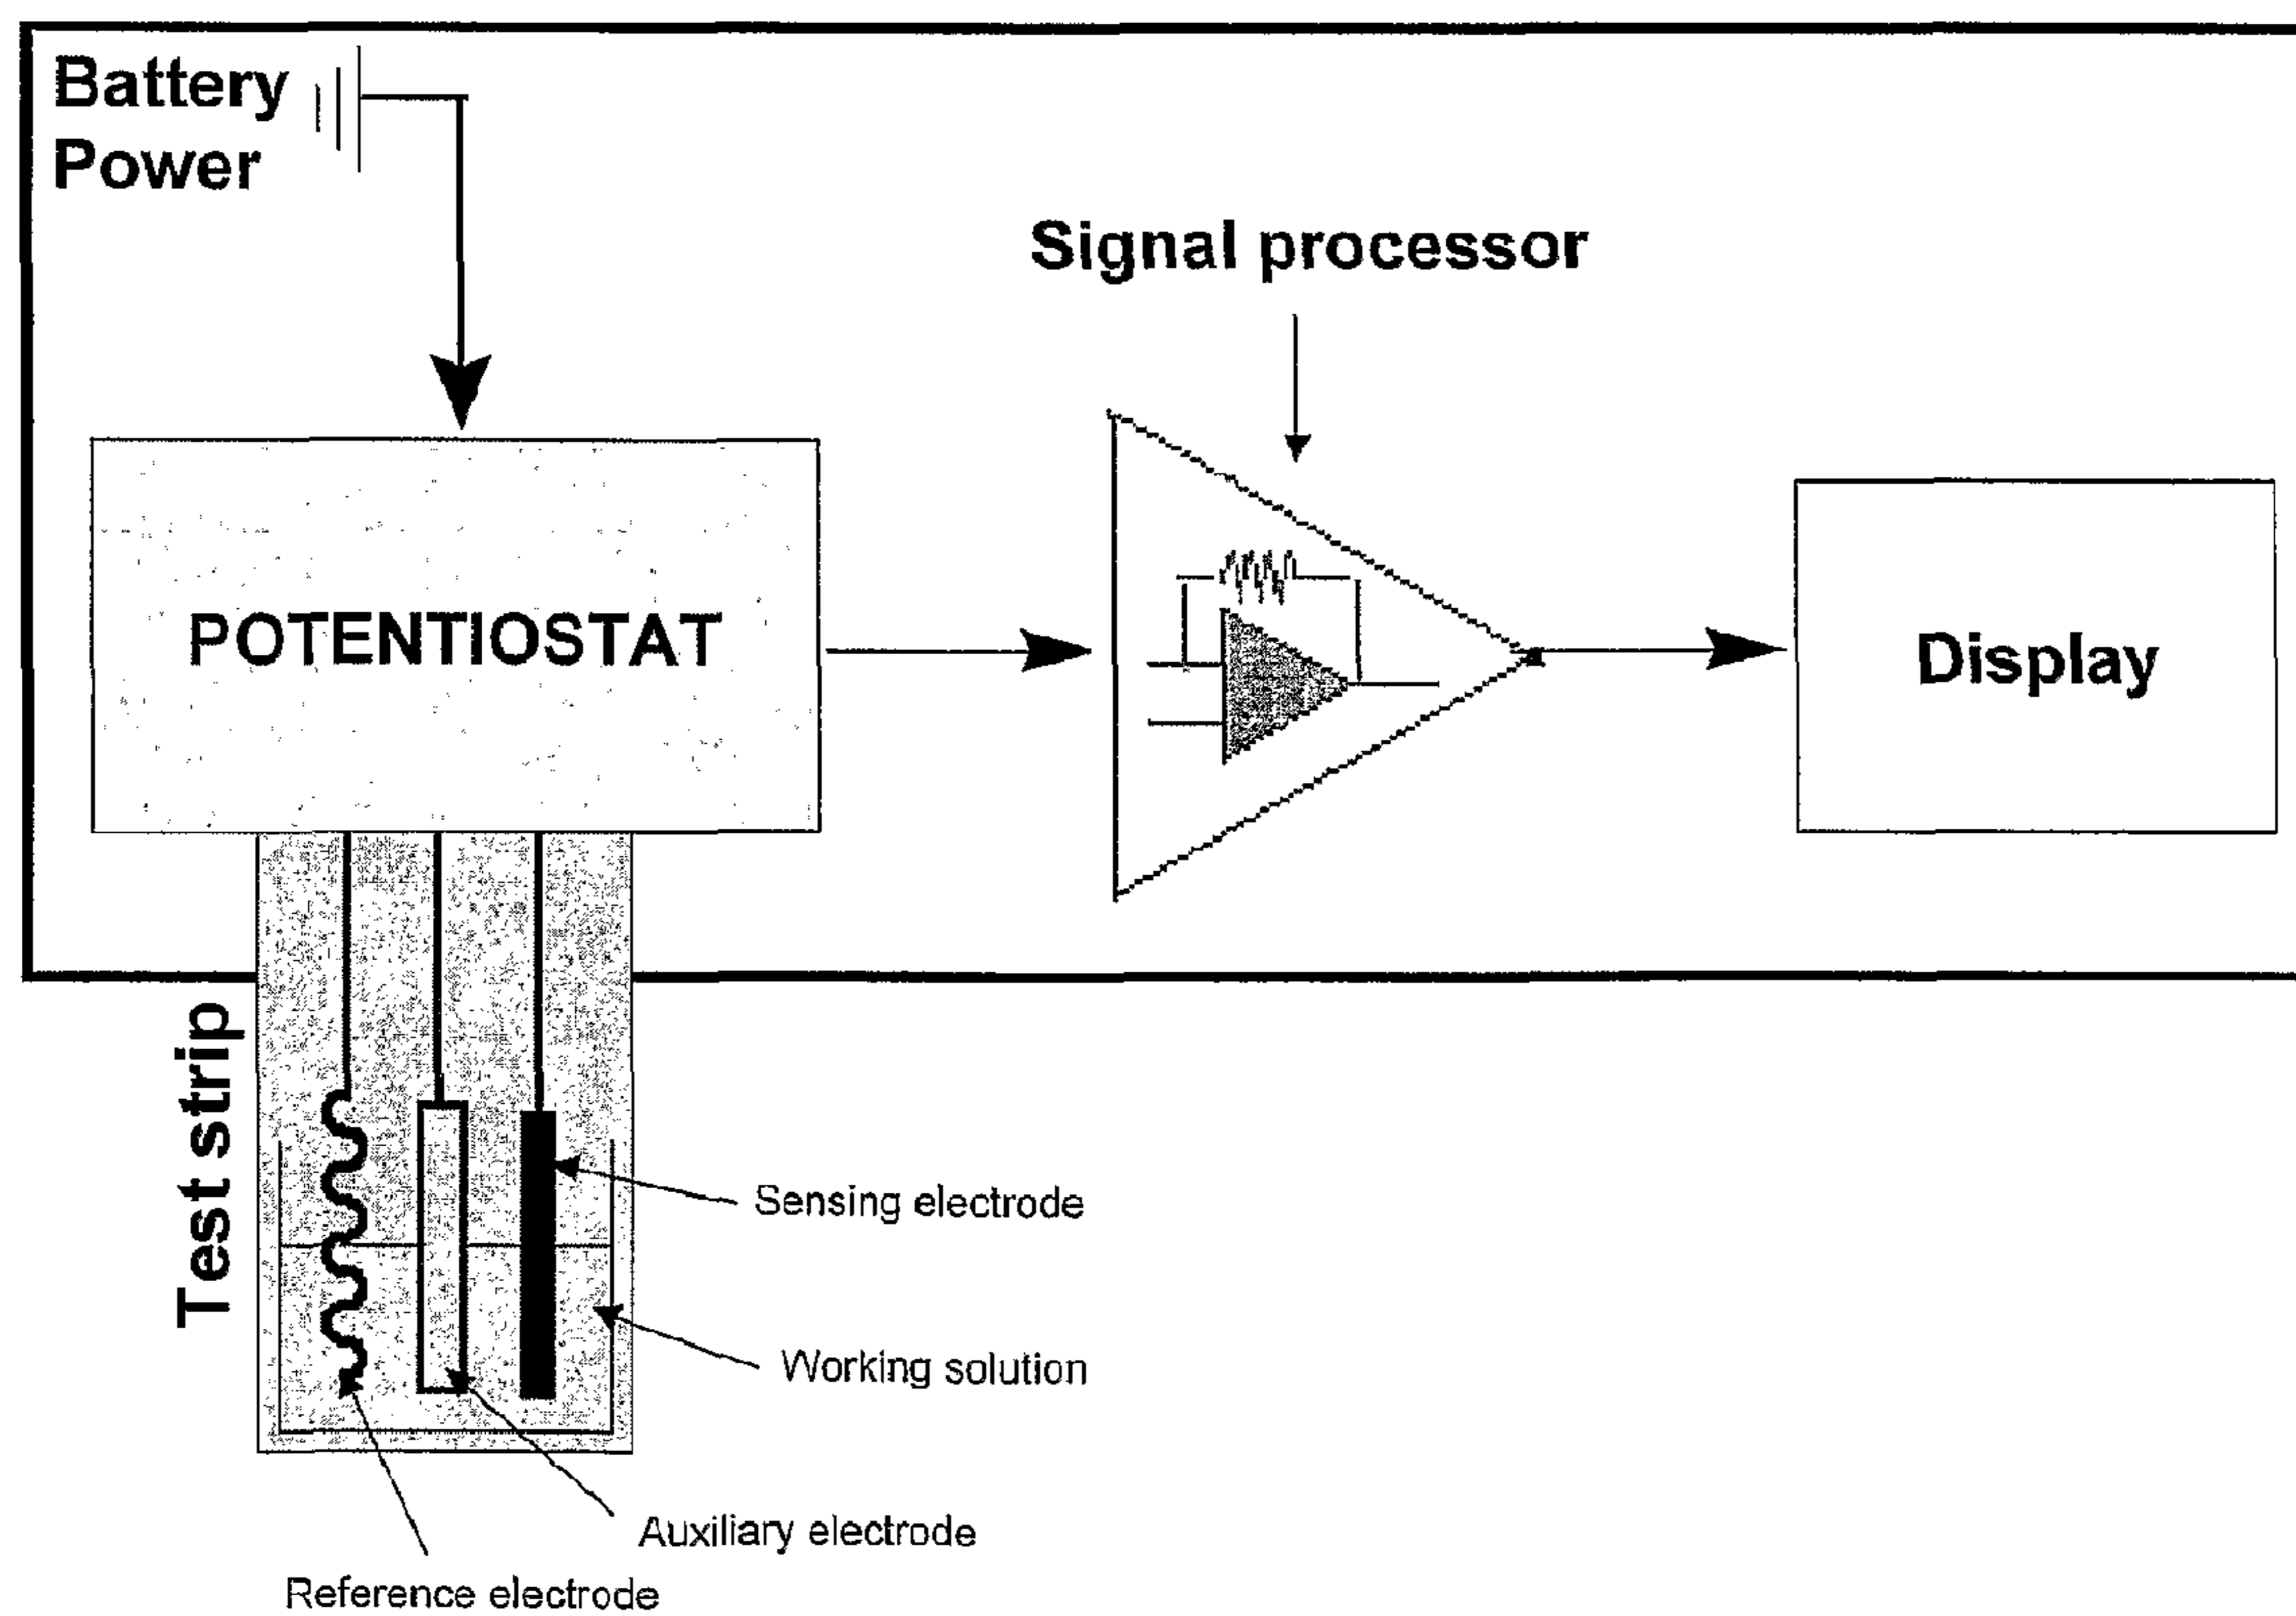 Battery
Power
Signal processor
POTENTIOSTAT
Display
Test strip
Sensing electrode
Working solution
Auxiliary electrode
Reference electrode